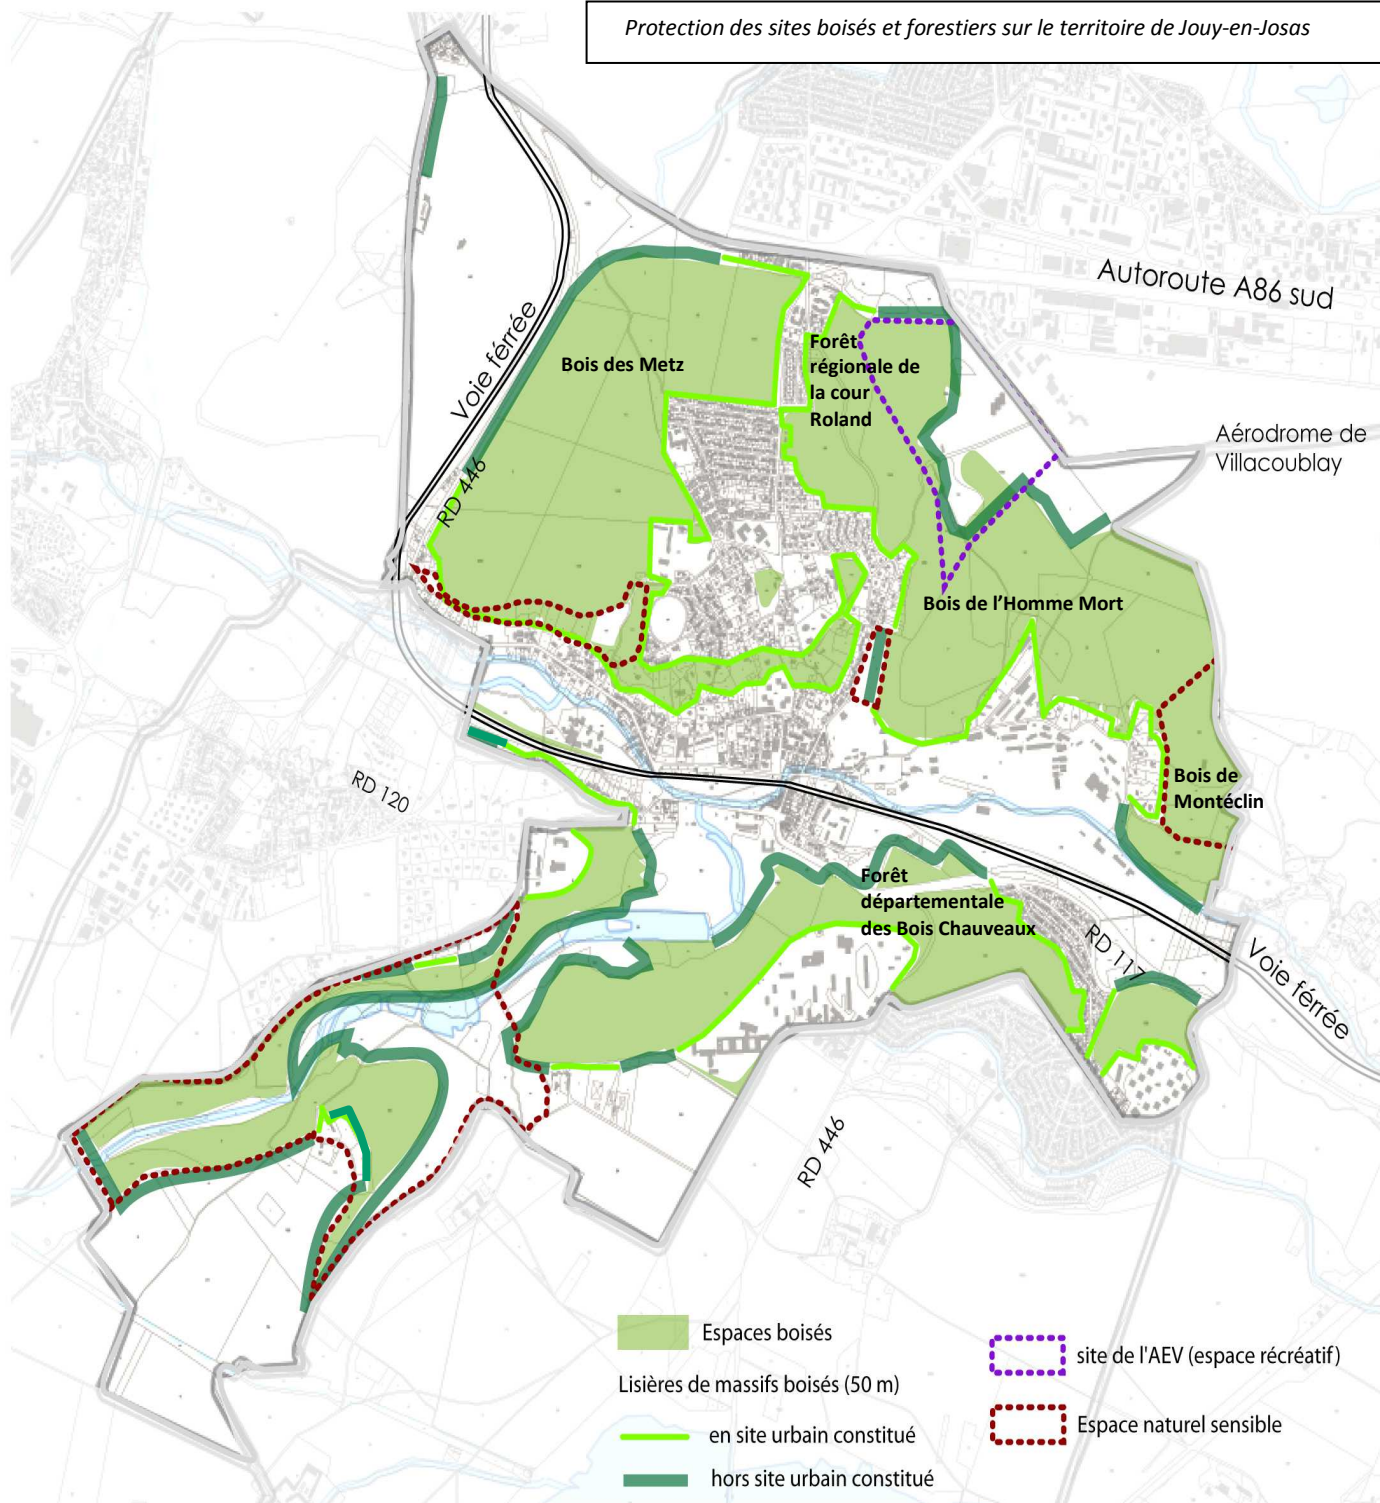 Protection des sites boisés et forestiers sur le territoire de Jouy-en-Josas
Autoroute A86 sud
Voie férrée
Bois des Metz
Forêt
régionale de
la cour
Roland
Aérodrome de
Villacoublay
RD 446
Bois de l'Homme Mort
RD 120
Bois de
Montéclin
Forêt
départementale
des Bois Chauveaux
RD 117
Voie férrée
RD 446
Espaces boisés
Lisières de massifs boisés (50 m)
en site urbain constitué
hors site urbain constitué
site de l'AEV (espace récréatif)
Espace naturel sensible